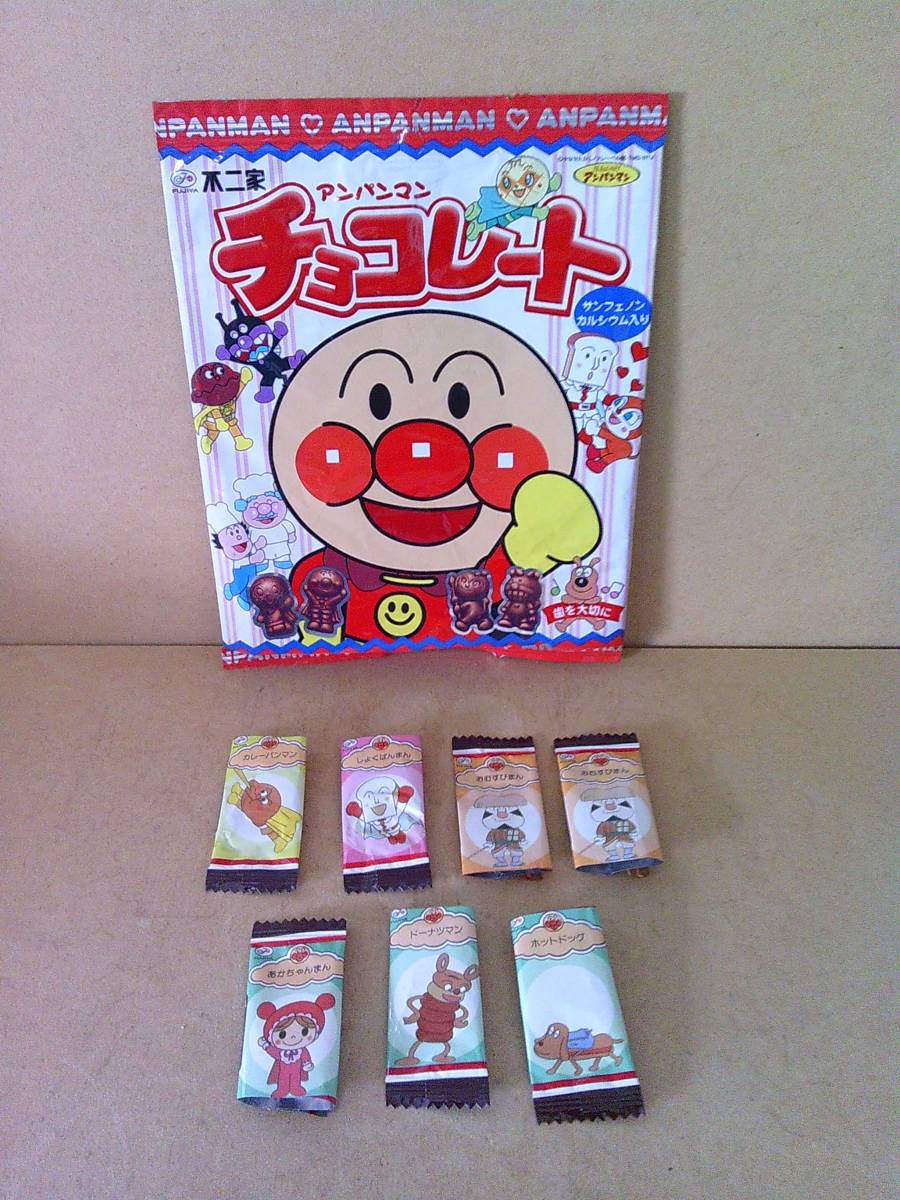 NPANMAN ♡ ANPANMAN ♡ ANPANM
FUJIYA
不二家
アンパンマン
アンパンマン
チョコレート
サンフェノン
カルシウム入り
歯を大切に
NPANMAN
カレーパンマン
しょくぱんまん
おむすびまん
おむすびまん
あかちゃんまん
ドーナツマン
ホットドッグ